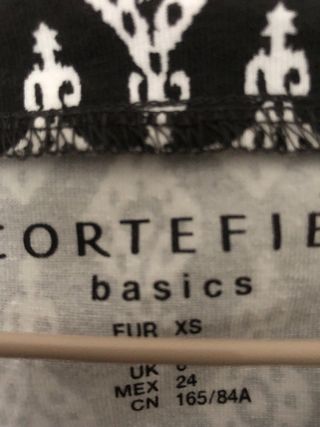 CORTEFIE
basics
EUR XS
UK
MEX 24
CN 165/84A